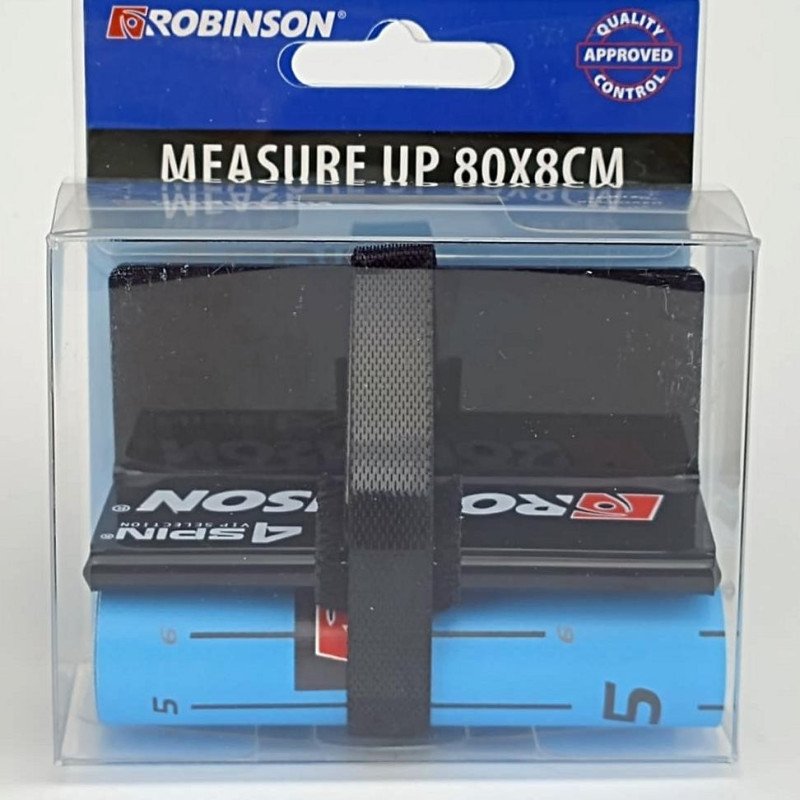 ROBINSON®
QUALITY
APPROVED
CONTROL
MEASURE UP 80X8CM
ROBINSON®
4SPIN®
VIP SELECTION
6 6
5 5